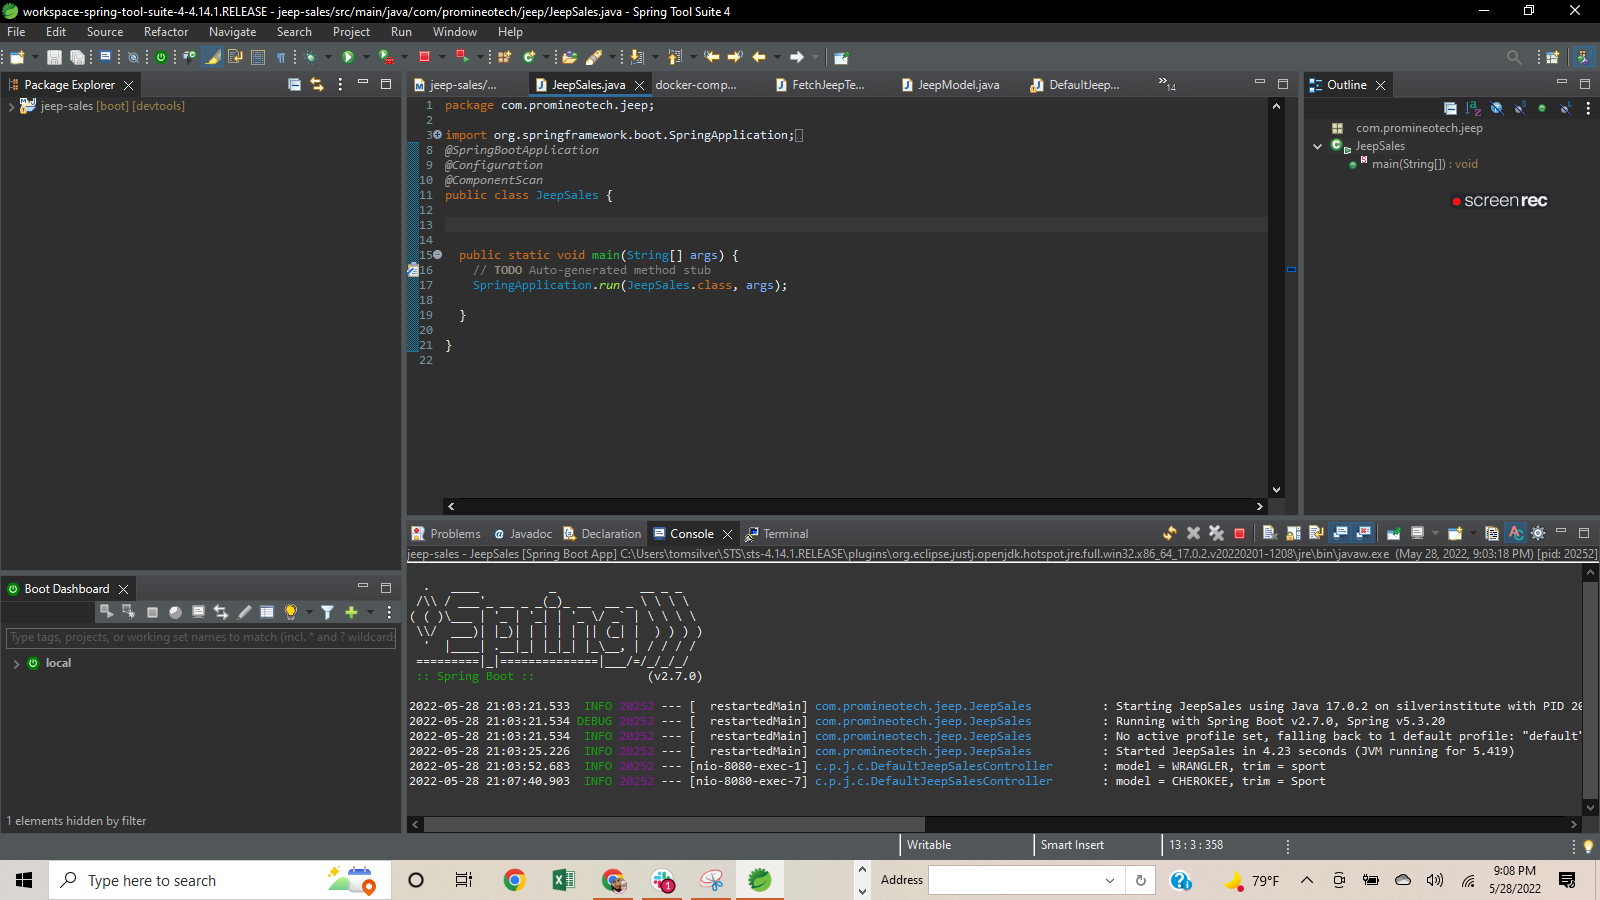 workspace-spring-tool-suite-4-4.14.1.RELEASE - jeep-sales/src/main/java/com/promineotech/jeep/JeepSales.java - Spring Tool Suite 4
File Edit Source Refactor Navigate Search Project Run Window Help
Package Explorer
jeep-sales [boot] [devtools]
jeep-sales/... JeepSales.java docker-comp... FetchJeepTe... JeepModel.java DefaultJeep... »14
1 package com.promineotech.jeep;
2
3 import org.springframework.boot.SpringApplication;
8 @SpringBootApplication
9 @Configuration
10 @ComponentScan
11 public class JeepSales {
12
13
14
15 public static void main(String[] args) {
16 // TODO Auto-generated method stub
17 SpringApplication.run(JeepSales.class, args);
18
19 }
20
21 }
22
Outline
com.promineotech.jeep
JeepSales
main(String[]) : void
screenrec
Boot Dashboard
Type tags, projects, or working set names to match (incl. * and ? wildcards
local
1 elements hidden by filter
Problems Javadoc Declaration Console Terminal
jeep-sales - JeepSales [Spring Boot App] C:\Users\tomsilver\STS\sts-4.14.1.RELEASE\plugins\org.eclipse.justj.openjdk.hotspot.jre.full.win32.x86_64_17.0.2.v20220201-1208\jre\bin\javaw.exe (May 28, 2022, 9:03:18 PM) [pid: 20252]
Spring
:: Spring Boot :: (v2.7.0)
2022-05-28 21:03:21.533 INFO 20252 --- [ restartedMain] com.promineotech.jeep.JeepSales : Starting JeepSales using Java 17.0.2 on silverinstitute with PID 20
2022-05-28 21:03:21.534 DEBUG 20252 --- [ restartedMain] com.promineotech.jeep.JeepSales : Running with Spring Boot v2.7.0, Spring v5.3.20
2022-05-28 21:03:21.534 INFO 20252 --- [ restartedMain] com.promineotech.jeep.JeepSales : No active profile set, falling back to 1 default profile: "default"
2022-05-28 21:03:25.226 INFO 20252 --- [ restartedMain] com.promineotech.jeep.JeepSales : Started JeepSales in 4.23 seconds (JVM running for 5.419)
2022-05-28 21:03:52.683 INFO 20252 --- [nio-8080-exec-1] c.p.j.c.DefaultJeepSalesController : model = WRANGLER, trim = sport
2022-05-28 21:07:40.903 INFO 20252 --- [nio-8080-exec-7] c.p.j.c.DefaultJeepSalesController : model = CHEROKEE, trim = Sport
Writable Smart Insert 13 : 3 : 358
Type here to search
Address
79°F
9:08 PM
5/28/2022